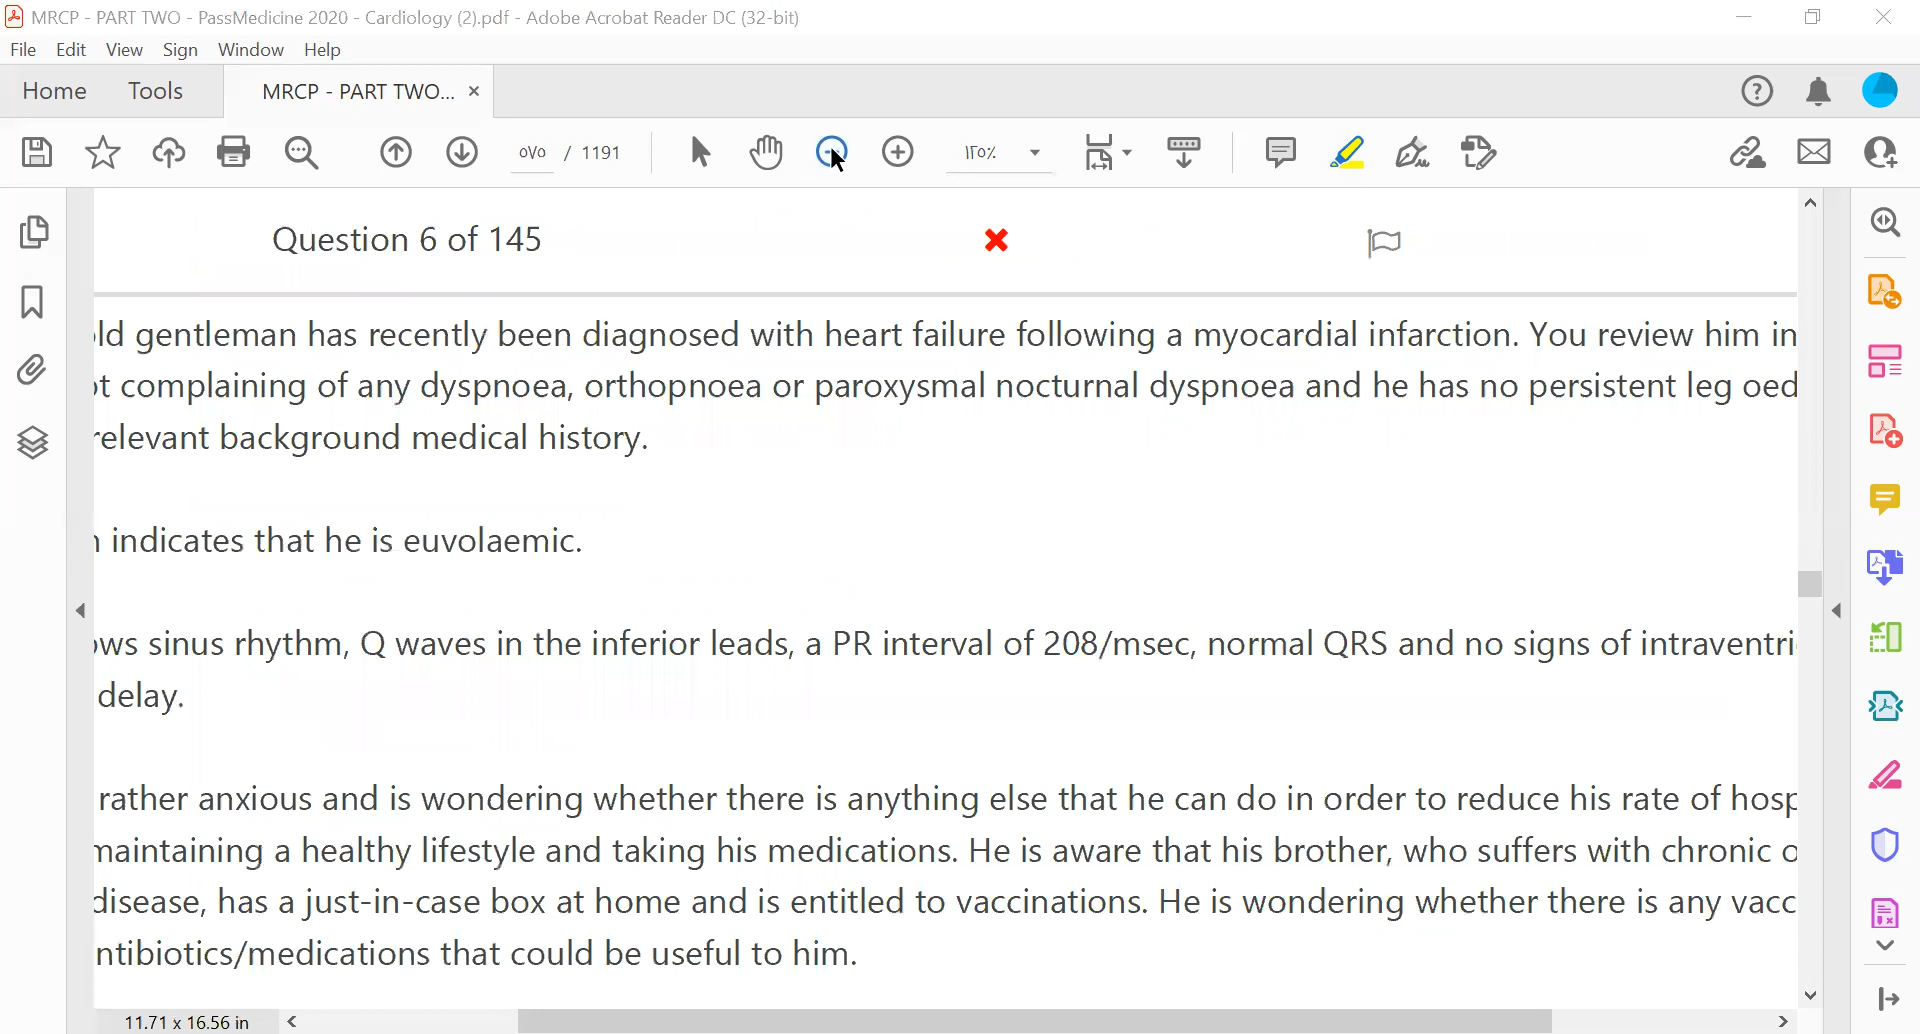 MRCP - PART TWO - PassMedicine 2020 - Cardiology (2).pdf - Adobe Acrobat Reader DC (32-bit)
File Edit View Sign Window Help
Home Tools MRCP - PART TWO... ×
٥٧٥ / 1191 ١٢٥٪
Question 6 of 145
ld gentleman has recently been diagnosed with heart failure following a myocardial infarction. You review him in
t complaining of any dyspnoea, orthopnoea or paroxysmal nocturnal dyspnoea and he has no persistent leg oed
relevant background medical history.
indicates that he is euvolaemic.
ows sinus rhythm, Q waves in the inferior leads, a PR interval of 208/msec, normal QRS and no signs of intraventri
delay.
rather anxious and is wondering whether there is anything else that he can do in order to reduce his rate of hosp
maintaining a healthy lifestyle and taking his medications. He is aware that his brother, who suffers with chronic o
disease, has a just-in-case box at home and is entitled to vaccinations. He is wondering whether there is any vacc
ntibiotics/medications that could be useful to him.
11.71 x 16.56 in